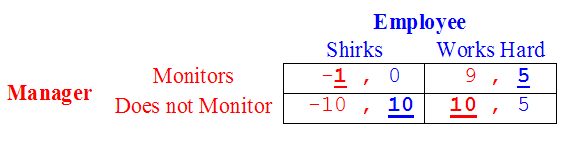 Employee
Shirks Works Hard
Manager Monitors -1 , 0 9 , 5
Does not Monitor -10 , 10 10 , 5